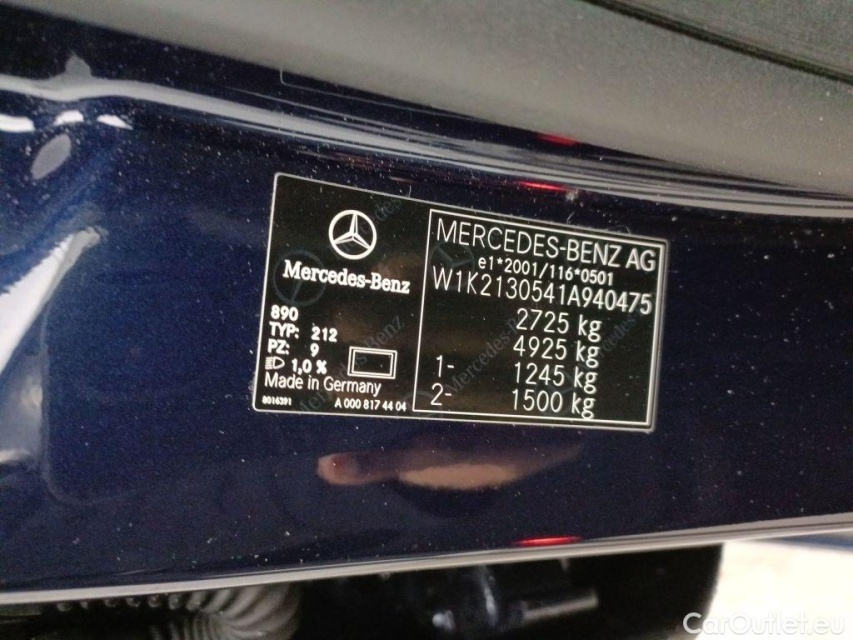 Mercedes-Benz
890
TYP: 212
PZ: 9
1,0 %
Made in Germany
8016391
A 000 817 44 04
MERCEDES-BENZ AG
e1*2001/116*0501
W1K2130541A940475
2725 kg
4925 kg
1- 1245 kg
2- 1500 kg
CarOutlet.eu